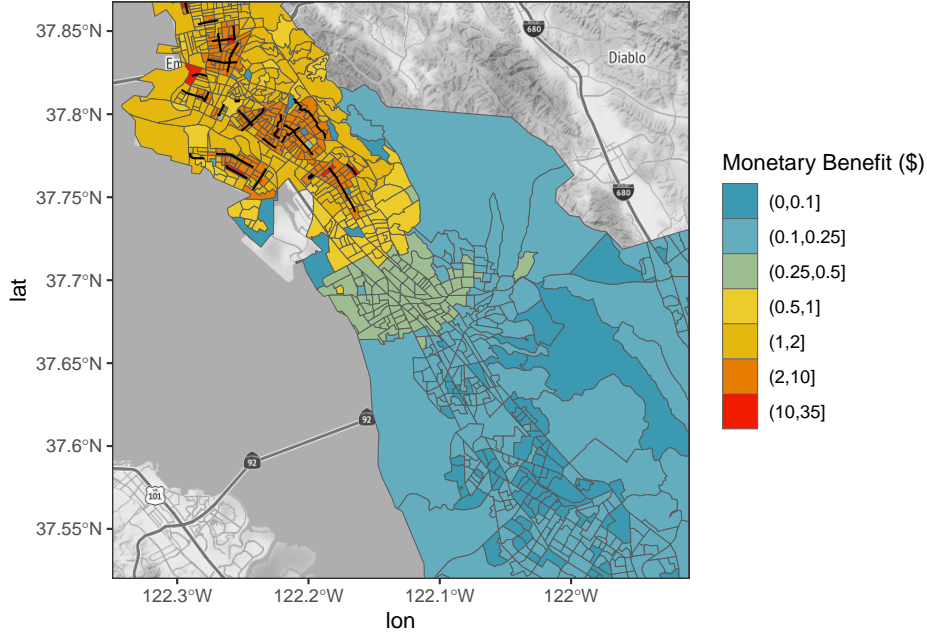 37.85°N
37.8°N
37.75°N
37.7°N
37.65°N
37.6°N
37.55°N
lat
122.3°W
122.2°W
122.1°W
122°W
lon
680
Em
Diablo
680
92
92
101
Monetary Benefit ($)
(0,0.1]
(0.1,0.25]
(0.25,0.5]
(0.5,1]
(1,2]
(2,10]
(10,35]